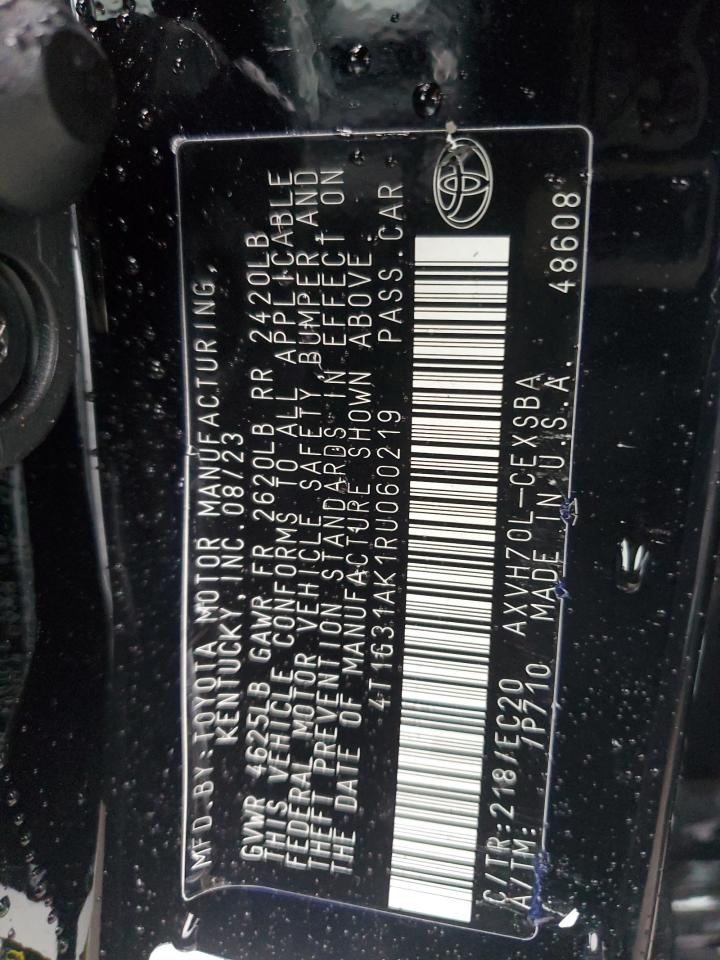 MFD.BY:TOYOTA MOTOR MANUFACTURING,
KENTUCKY,INC.08/23
GVWR 4625LB GAWR FR 2620LB RR 2420LB
THIS VEHICLE CONFORMS TO ALL APPLICABLE
FEDERAL MOTOR VEHICLE SAFETY BUMPER AND
THEFT PREVENTION STANDARDS IN EFFECT ON
THE DATE OF MANUFACTURE SHOWN ABOVE
4T1G31AK1RU060219 PASS.CAR
C/TR:218/EC20 AXVH70L-CEXSBA
A/TM: /P710 MADE IN U.S.A. 48608